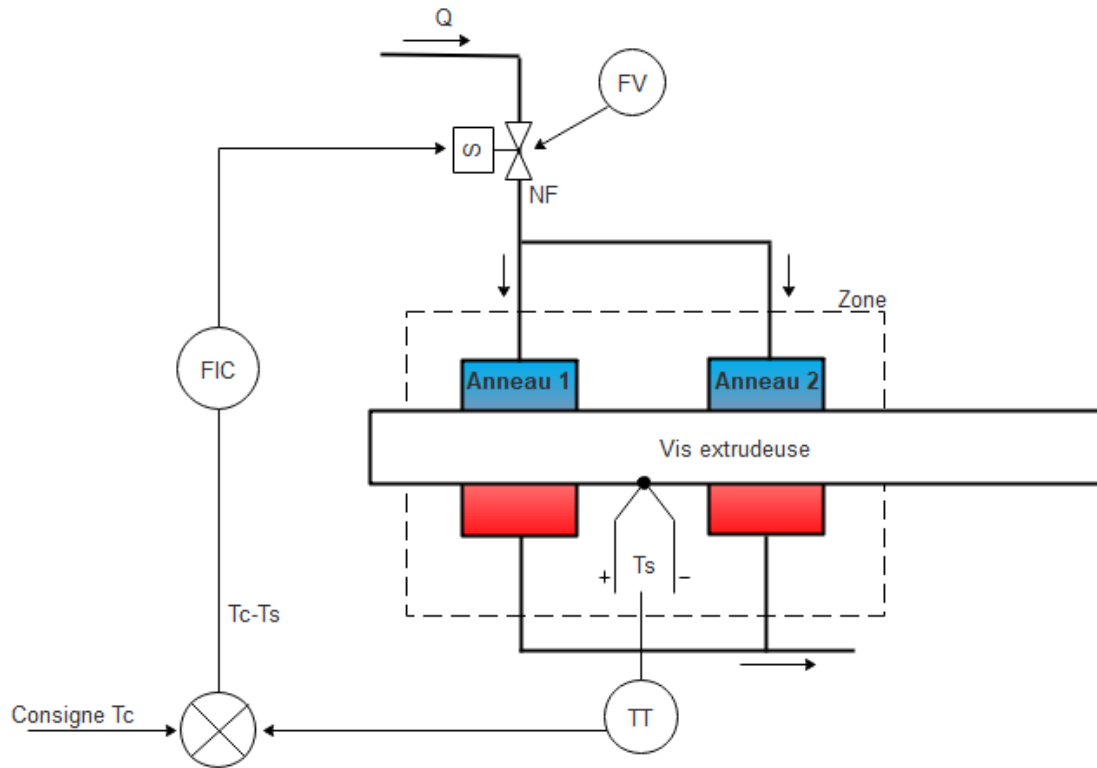 Q
FV
S
NF
Zone
FIC
Anneau 1
Anneau 2
Vis extrudeuse
+
Ts
−
Tc-Ts
Consigne Tc
TT